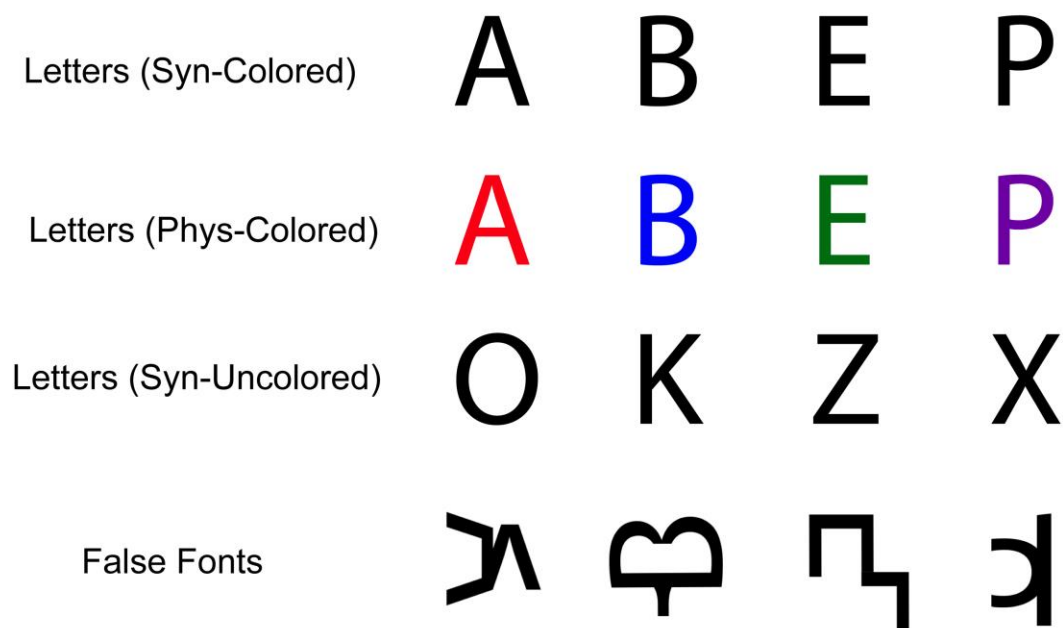 Letters (Syn-Colored) A B E P
Letters (Phys-Colored) A B E P
Letters (Syn-Uncolored) O K Z X
False Fonts